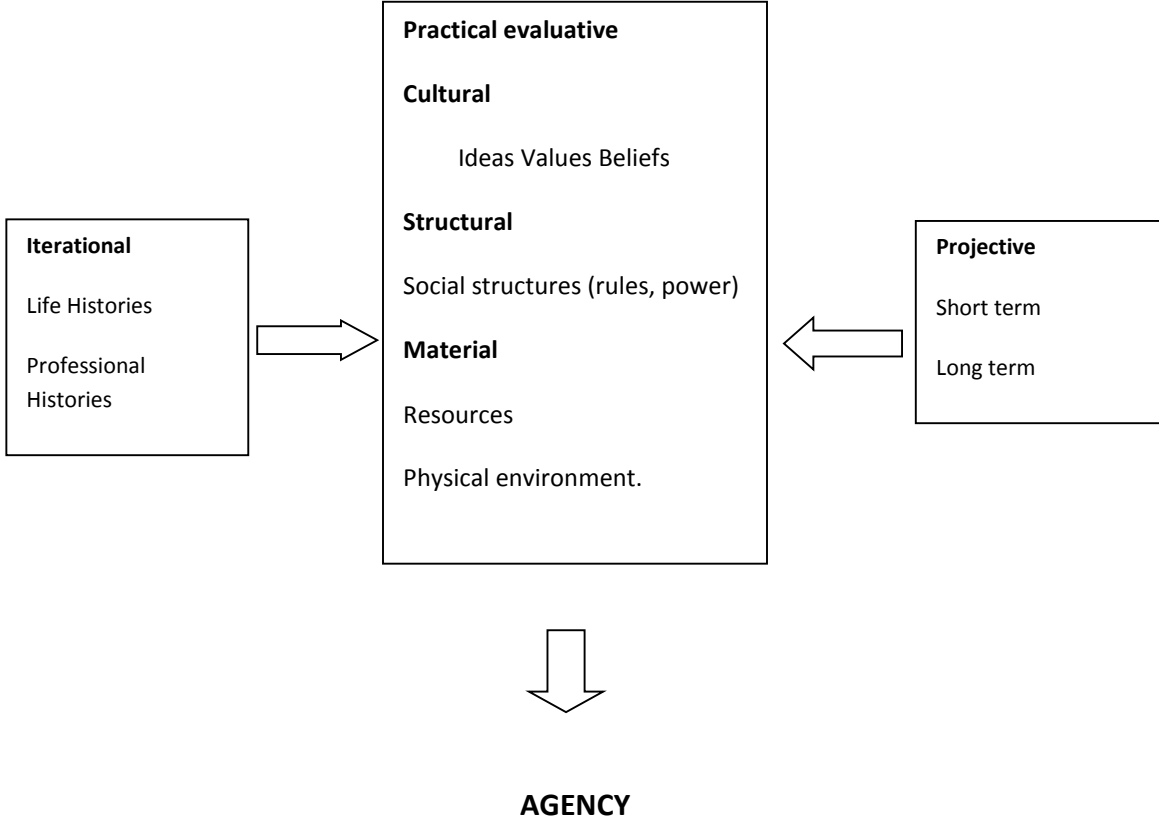 Practical evaluative
Cultural
Ideas Values Beliefs
Structural
Social structures (rules, power)
Material
Resources
Physical environment.
Iterational
Life Histories
Professional
Histories
Projective
Short term
Long term
AGENCY